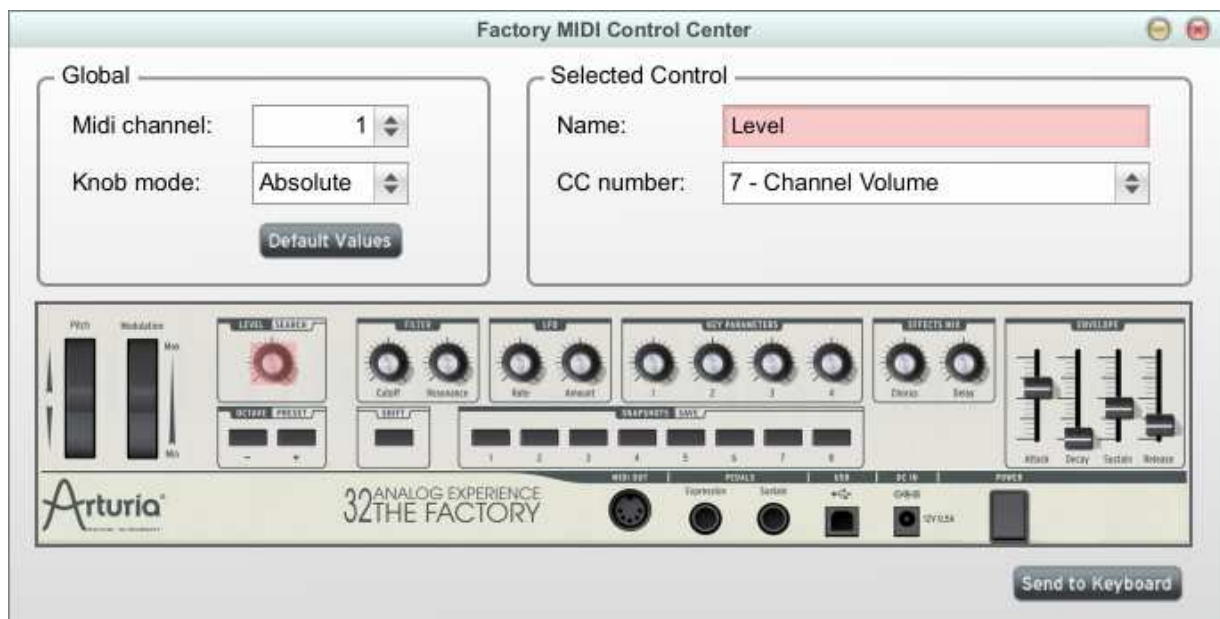 Factory MIDI Control Center
Global
Midi channel: 1
Knob mode: Absolute
Default Values
Selected Control
Name: Level
CC number: 7 - Channel Volume
Pitch Modulation
Max
Min
LEVEL SEARCH
FILTER
Cutoff Resonance
LFO
Rate Amount
KEY PARAMETERS
1 2 3 4
EFFECTS MIX
Chorus Delay
ENVELOPE
Attack Decay Sustain Release
OCTAVE PRESET
- +
SHIFT
SNAPSHOTS SAVE
1 2 3 4 5 6 7 8
Arturia
32 ANALOG EXPERIENCE
THE FACTORY
MIDI OUT
PEDALS
Expression Sustain
USB
DC IN
12V 0,5A
POWER
Send to Keyboard